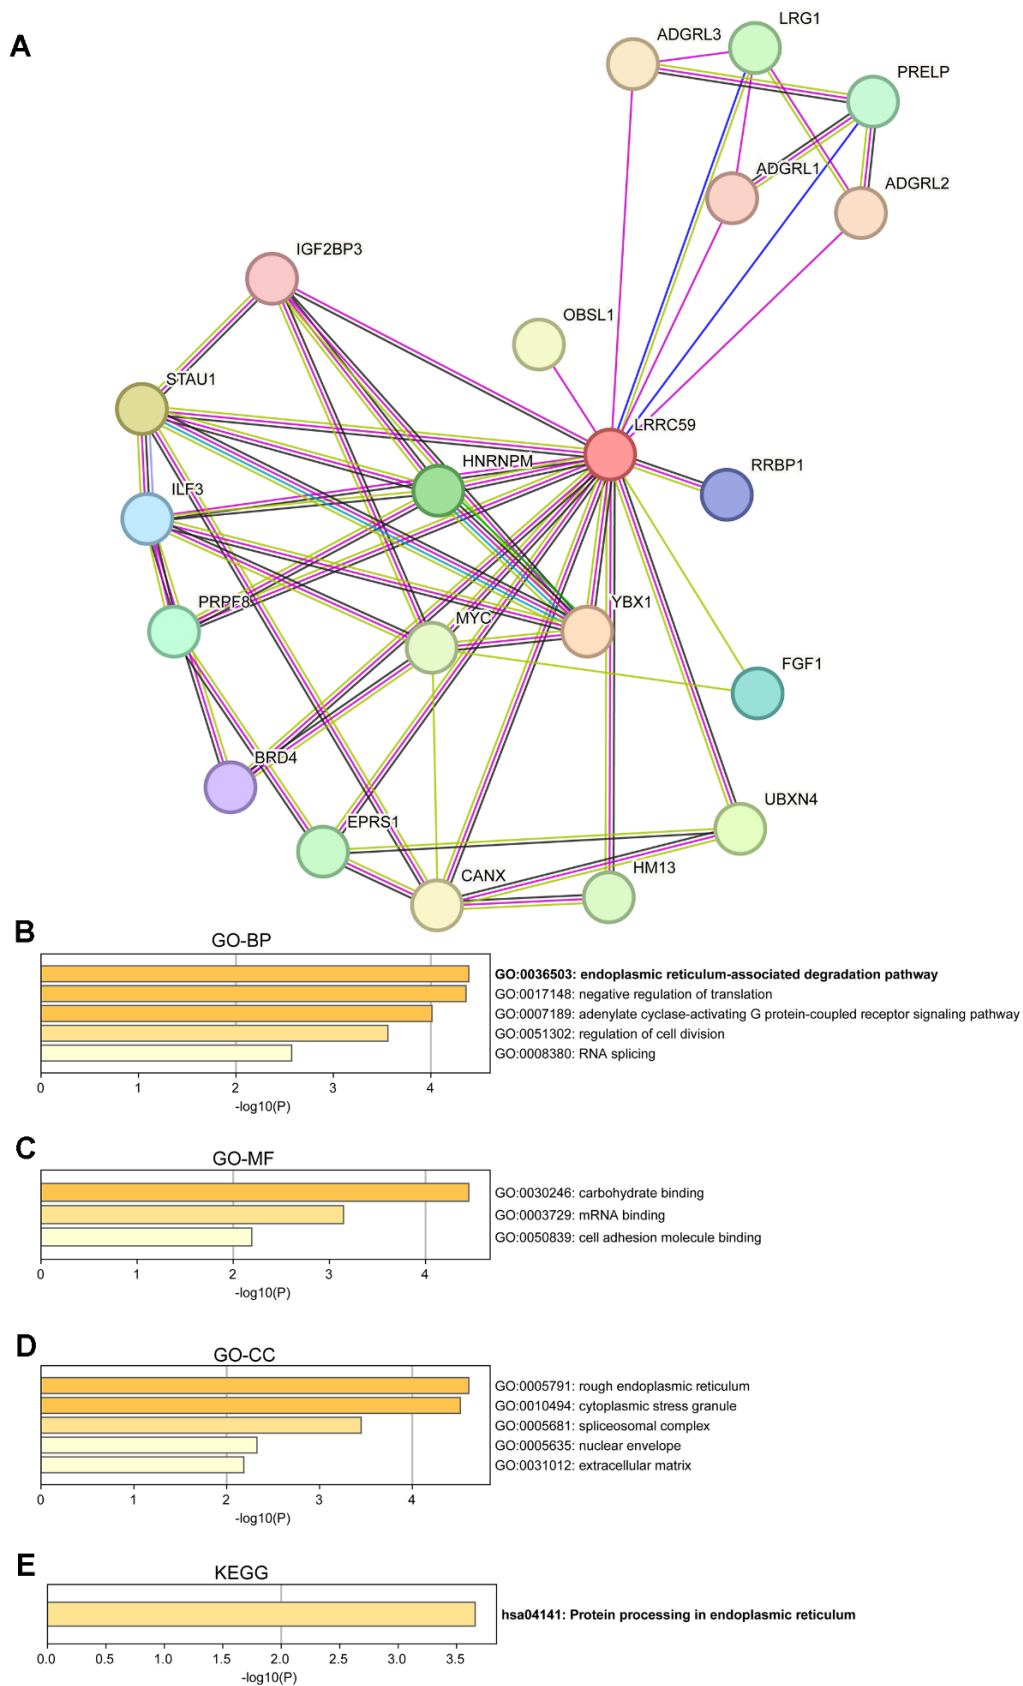 A
ADGRL3
LRG1
PRELP
ADGRL1
ADGRL2
IGF2BP3
OBSL1
STAU1
LRRC59
HNRNPM
RRBP1
ILF3
PRPF8
MYC
YBX1
FGF1
BRD4
UBXN4
EPRS1
CANX
HM13
B
GO-BP
GO:0036503: endoplasmic reticulum-associated degradation pathway
GO:0017148: negative regulation of translation
GO:0007189: adenylate cyclase-activating G protein-coupled receptor signaling pathway
GO:0051302: regulation of cell division
GO:0008380: RNA splicing
0 1 2 3 4
-log10(P)
C
GO-MF
GO:0030246: carbohydrate binding
GO:0003729: mRNA binding
GO:0050839: cell adhesion molecule binding
0 1 2 3 4
-log10(P)
D
GO-CC
GO:0005791: rough endoplasmic reticulum
GO:0010494: cytoplasmic stress granule
GO:0005681: spliceosomal complex
GO:0005635: nuclear envelope
GO:0031012: extracellular matrix
0 1 2 3 4
-log10(P)
E
KEGG
hsa04141: Protein processing in endoplasmic reticulum
0.0 0.5 1.0 1.5 2.0 2.5 3.0 3.5
-log10(P)